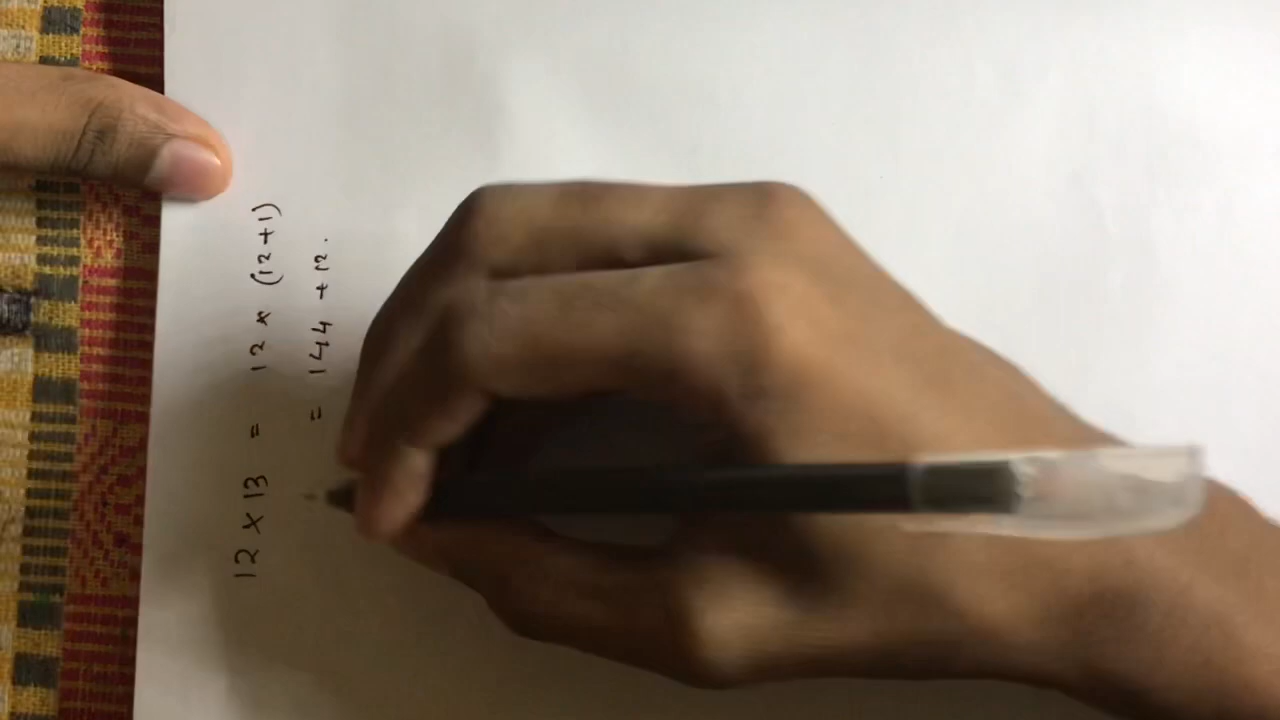 12 × 13 = 12 × (12+1)
= 144 + 12.